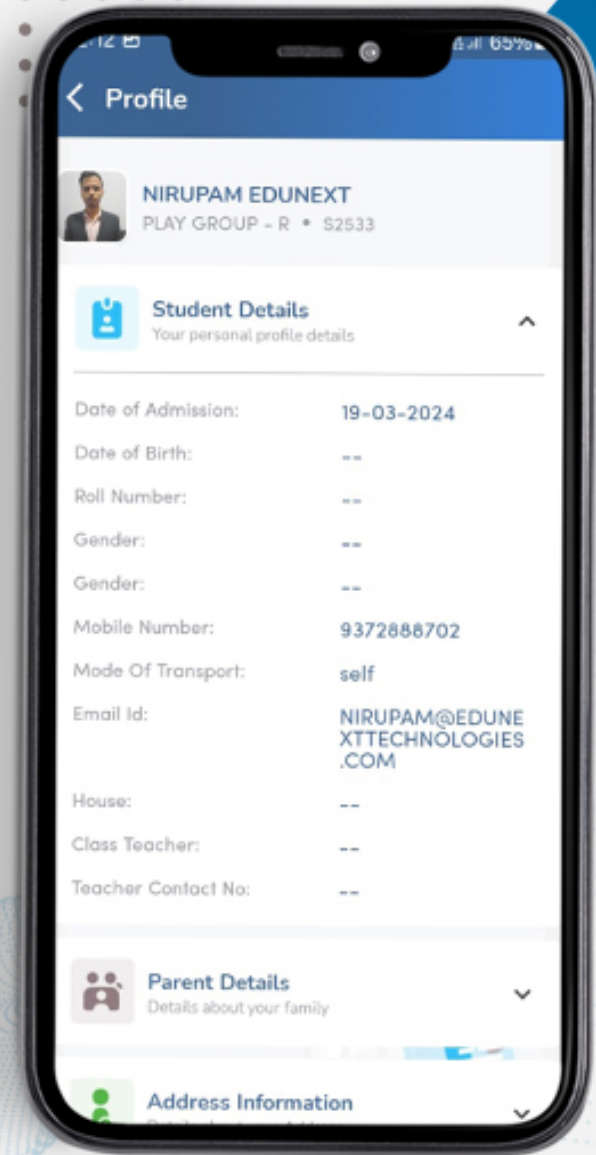 :12
65%
Profile
NIRUPAM EDUNEXT
PLAY GROUP - R • S2533
Student Details
Your personal profile details
Date of Admission: 19-03-2024
Date of Birth: --
Roll Number: --
Gender: --
Gender: --
Mobile Number: 9372888702
Mode Of Transport: self
Email Id: NIRUPAM@EDUNE
XTTECHNOLOGIES
.COM
House: --
Class Teacher: --
Teacher Contact No: --
Parent Details
Details about your family
Address Information